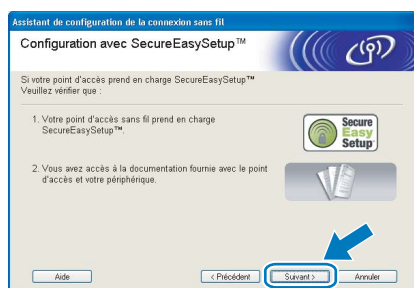 Assistant de configuration de la connexion sans fil
Configuration avec SecureEasySetup™
Si votre point d'accès prend en charge SecureEasySetup™
Veuillez vérifier que :
1. Votre point d'accès sans fil prend en charge
SecureEasySetup™.
Secure
Easy
Setup
2. Vous avez accès à la documentation fournie avec le point
d'accès et votre périphérique.
Aide
< Précédent
Suivant >
Annuler